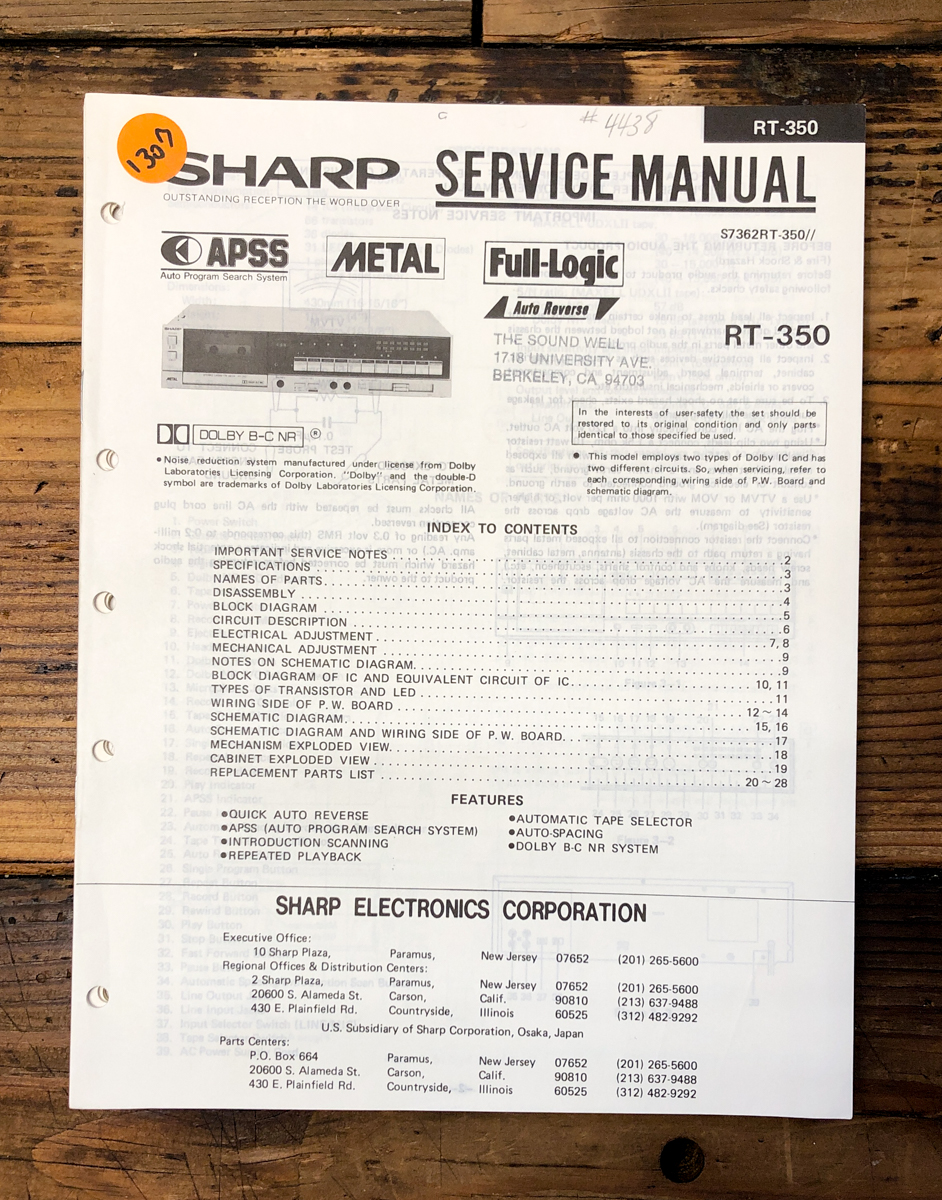 1307
# 4438
RT-350
SHARP
OUTSTANDING RECEPTION THE WORLD OVER
SERVICE MANUAL
S7362RT-350//
APSS
Auto Program Search System
METAL
Full-Logic
Auto Reverse
RT-350
THE SOUND WELL
1718 UNIVERSITY AVE.
BERKELEY, CA 94703
DOLBY B-C NR ®
• Noise reduction system manufactured under license from Dolby
Laboratories Licensing Corporation. "Dolby" and the double-D
symbol are trademarks of Dolby Laboratories Licensing Corporation.
In the interests of user-safety the set should be
restored to its original condition and only parts
identical to those specified be used.
• This model employs two types of Dolby IC and has
two different circuits. So, when servicing, refer to
each corresponding wiring side of P.W. Board and
schematic diagram.
INDEX TO CONTENTS
IMPORTANT SERVICE NOTES 2
SPECIFICATIONS 3
NAMES OF PARTS 3
DISASSEMBLY 4
BLOCK DIAGRAM 5
CIRCUIT DESCRIPTION 6
ELECTRICAL ADJUSTMENT 7, 8
MECHANICAL ADJUSTMENT 9
NOTES ON SCHEMATIC DIAGRAM 9
BLOCK DIAGRAM OF IC AND EQUIVALENT CIRCUIT OF IC 10, 11
TYPES OF TRANSISTOR AND LED 11
WIRING SIDE OF P.W. BOARD 12 ~ 14
SCHEMATIC DIAGRAM 15, 16
SCHEMATIC DIAGRAM AND WIRING SIDE OF P.W. BOARD 17
MECHANISM EXPLODED VIEW 18
CABINET EXPLODED VIEW 19
REPLACEMENT PARTS LIST 20 ~ 28
FEATURES
• QUICK AUTO REVERSE
• APSS (AUTO PROGRAM SEARCH SYSTEM)
• INTRODUCTION SCANNING
• REPEATED PLAYBACK
• AUTOMATIC TAPE SELECTOR
• AUTO-SPACING
• DOLBY B-C NR SYSTEM
SHARP ELECTRONICS CORPORATION
Executive Office:
10 Sharp Plaza, Paramus, New Jersey 07652 (201) 265-5600
Regional Offices & Distribution Centers:
2 Sharp Plaza, Paramus, New Jersey 07652 (201) 265-5600
20600 S. Alameda St. Carson, Calif. 90810 (213) 637-9488
430 E. Plainfield Rd. Countryside, Illinois 60525 (312) 482-9292
U.S. Subsidiary of Sharp Corporation, Osaka, Japan
Parts Centers:
P.O. Box 664 Paramus, New Jersey 07652 (201) 265-5600
20600 S. Alameda St. Carson, Calif. 90810 (213) 637-9488
430 E. Plainfield Rd. Countryside, Illinois 60525 (312) 482-9292